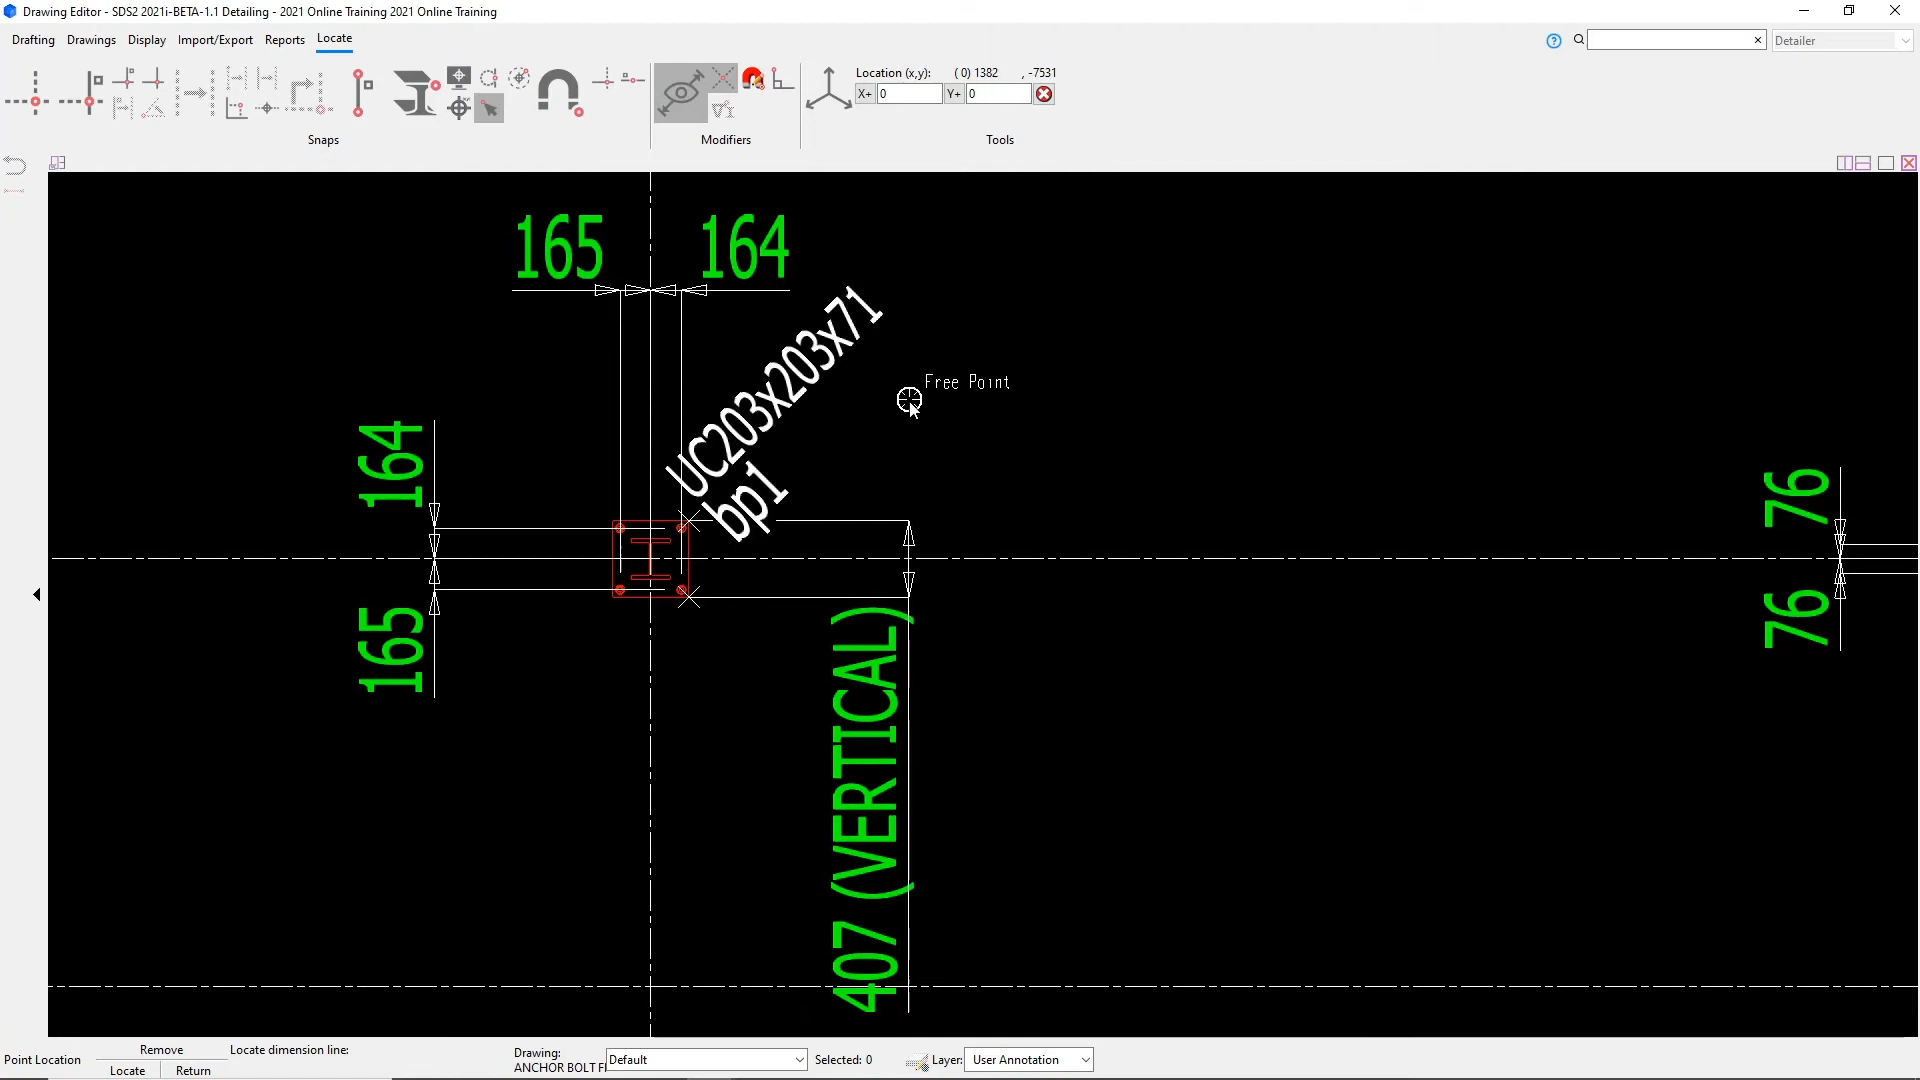 Drawing Editor - SDS2 2021i-BETA-1.1 Detailing - 2021 Online Training 2021 Online Training
Drafting Drawings Display Import/Export Reports Locate
Detailer
Location (x,y): ( 0) 1382 , -7531
X+ 0 Y+ 0
Snaps Modifiers Tools
165 164
UC203x203x71
bp1
Free Point
164
165
407 (VERTICAL)
76
76
Point Location
Remove
Locate Return
Locate dimension line:
Drawing:
ANCHOR BOLT
Default
Selected: 0
Layer: User Annotation